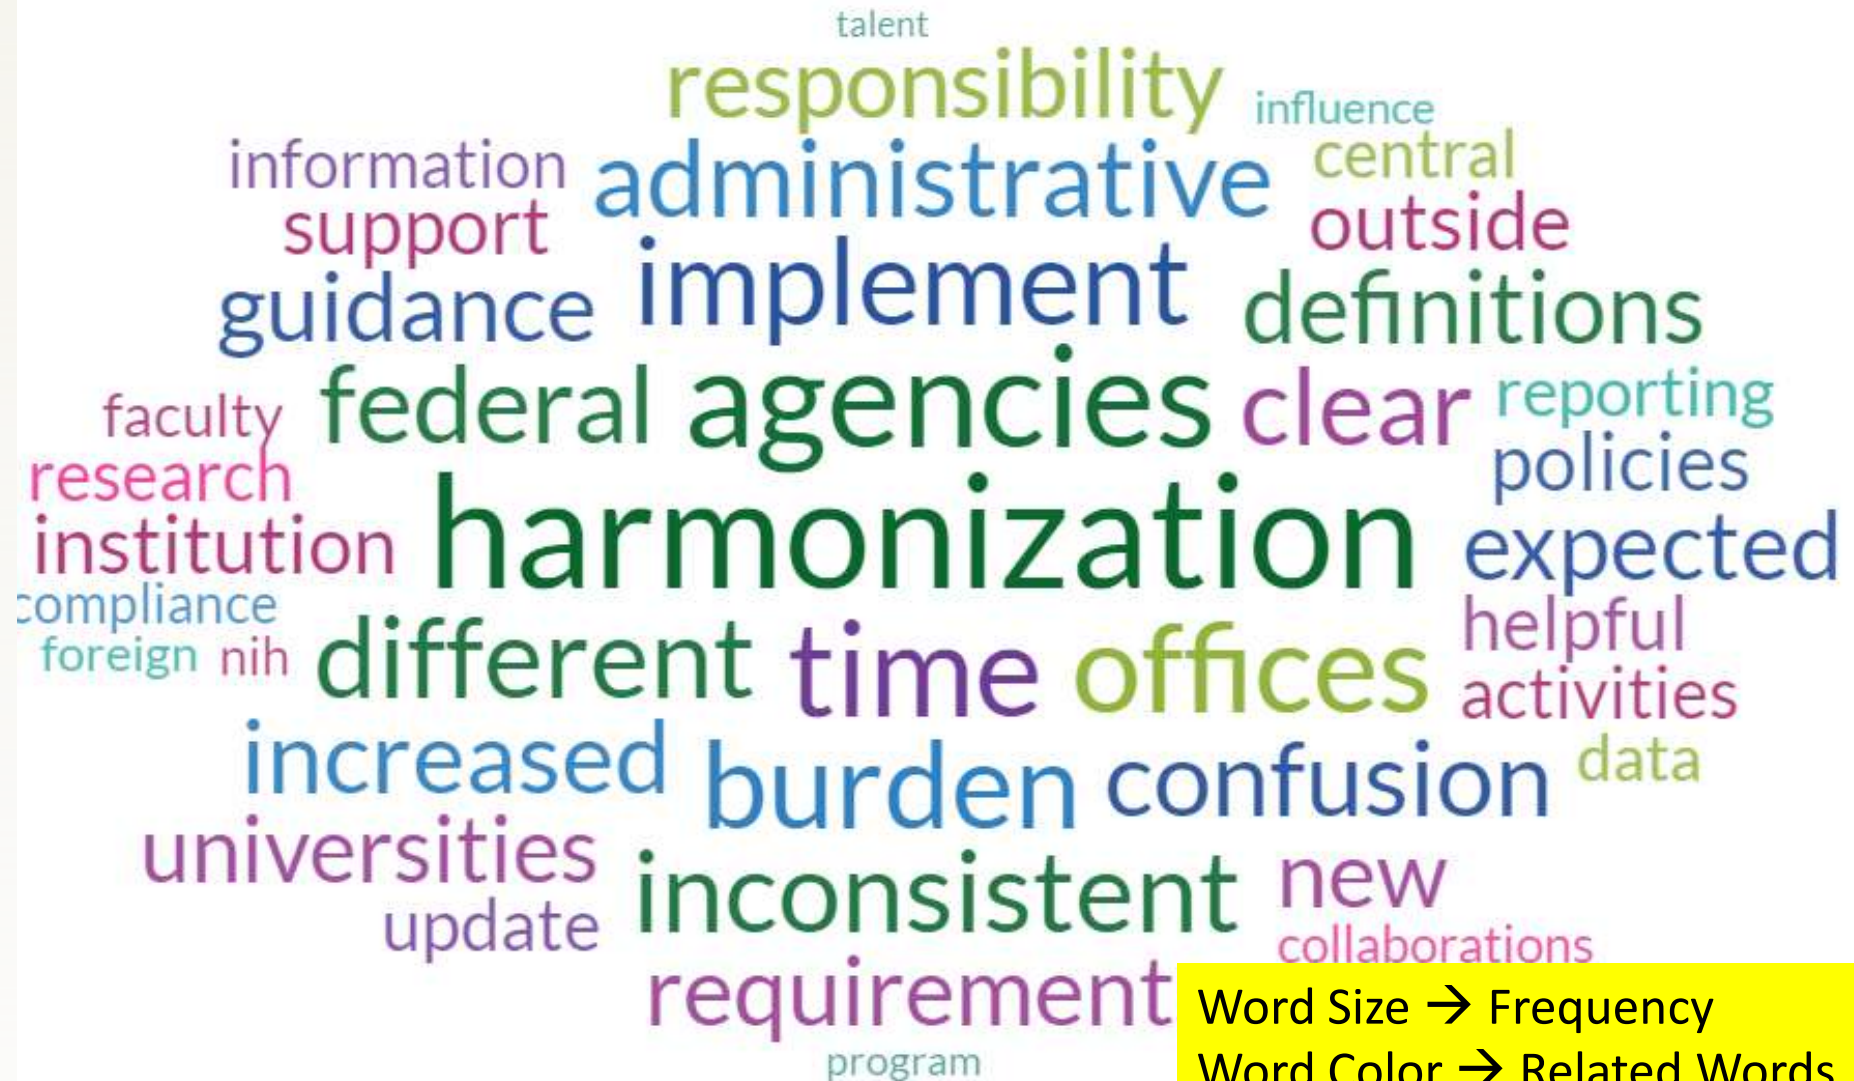 talent
responsibility influence
information administrative central
support outside
guidance implement definitions
faculty federal agencies clear reporting
research policies
institution harmonization expected
compliance helpful
foreign nih different time offices activities
increased burden confusion data
universities inconsistent new
update collaborations
requirement
program
Word Size → Frequency
Word Color → Related Words